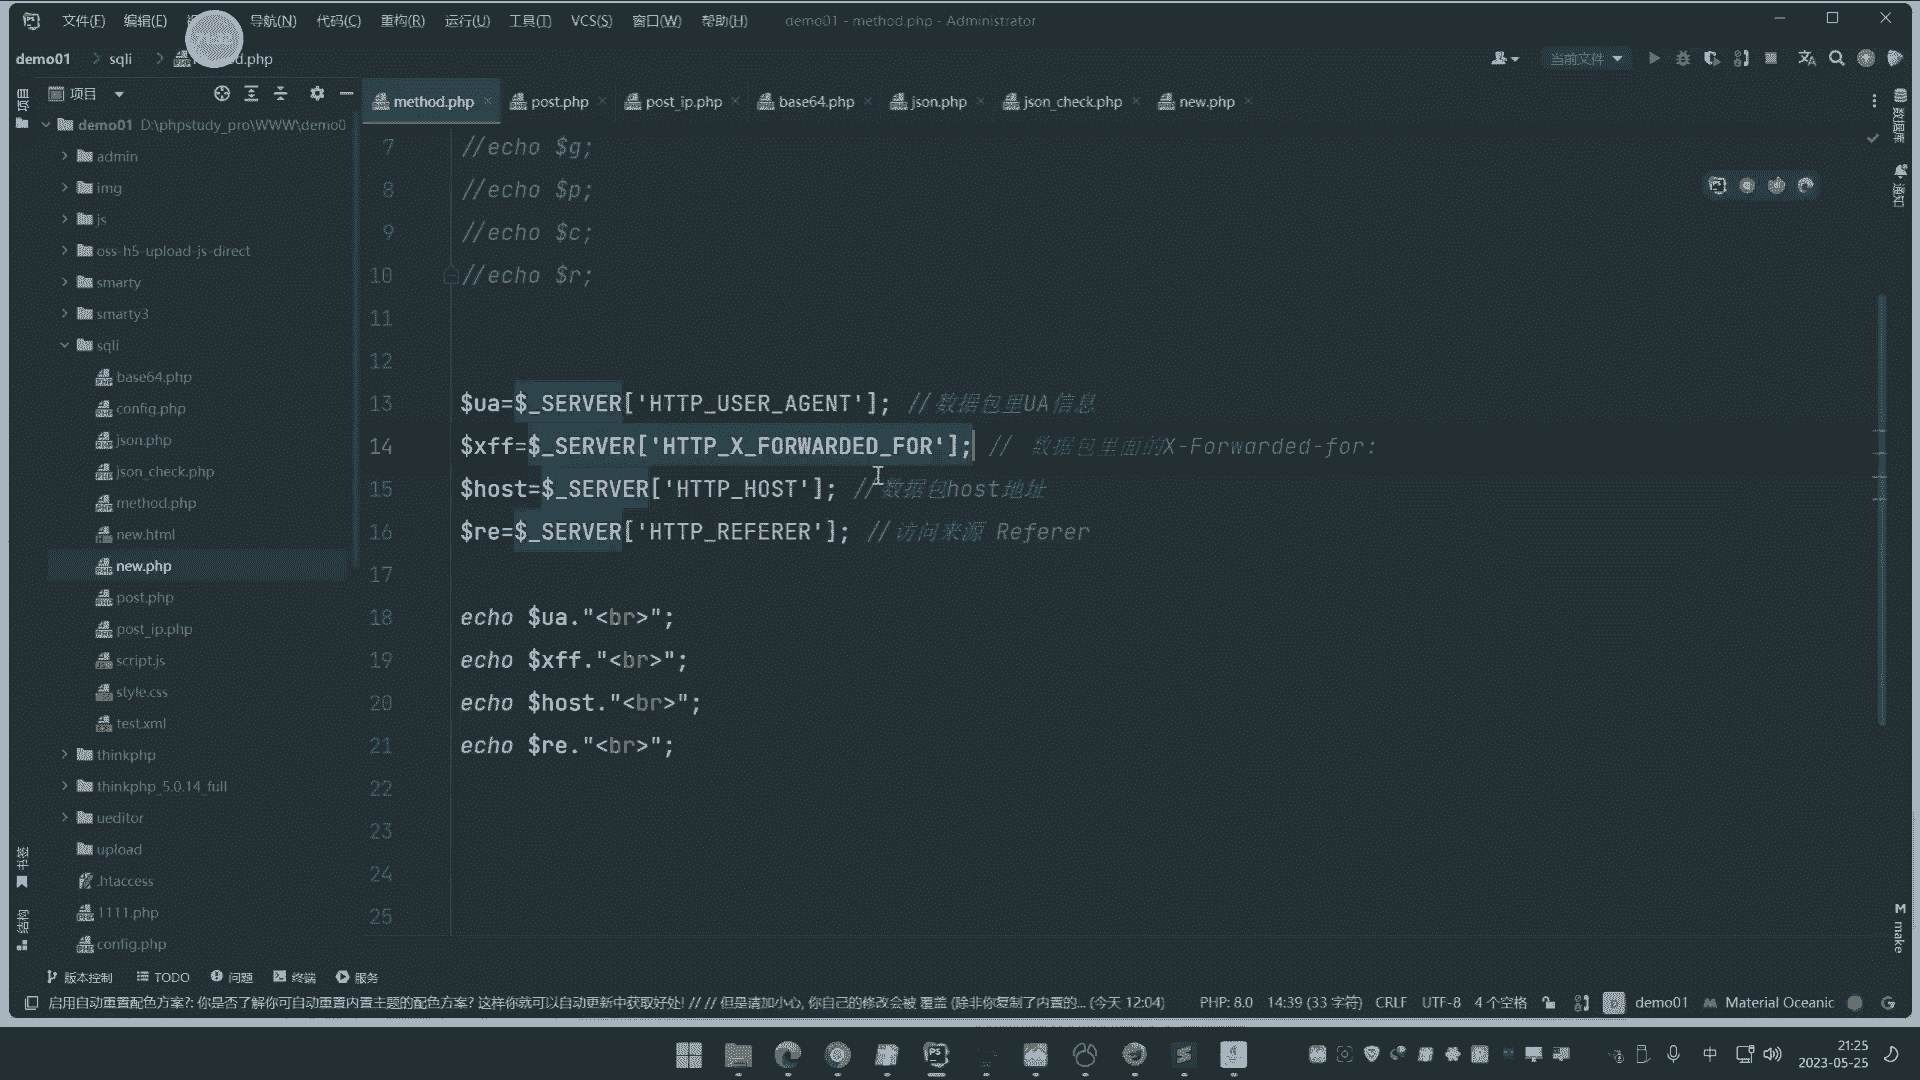 文件(F) 编辑(E) 导航(N) 代码(C) 重构(R) 运行(U) 工具(T) VCS(S) 窗口(W) 帮助(H) demo01 - method.php - Administrator
demo01 sqli d.php 当前文件
项目 项目 method.php post.php post_ip.php base64.php json.php json_check.php new.php 数据库
demo01 D:\phpstudy_pro\WWW\demo0
admin
img
js
oss-h5-upload-js-direct
smarty
smarty3
sqli
base64.php
config.php
json.php
json_check.php
method.php
new.html
new.php
post.php
post_ip.php
script.js
style.css
test.xml
thinkphp
thinkphp_5.0.14_full
ueditor
upload
.htaccess
1111.php
config.php
7 //echo $g;
8 //echo $p;
9 //echo $c;
10 //echo $r;
11
12
13 $ua=$_SERVER['HTTP_USER_AGENT']; //数据包里UA信息
14 $xff=$_SERVER['HTTP_X_FORWARDED_FOR']; // 数据包里面的X-Forwarded-for:
15 $host=$_SERVER['HTTP_HOST']; //数据包host地址
16 $re=$_SERVER['HTTP_REFERER']; //访问来源 Referer
17
18 echo $ua."<br>";
19 echo $xff."<br>";
20 echo $host."<br>";
21 echo $re."<br>";
22
23
24
25
通知
书签
结构
M make
版本控制 TODO 问题 终端 服务
启用自动重置配色方案?: 你是否了解你可自动重置内置主题的配色方案? 这样你就可以自动更新中获取好处! // // 但是请加小心, 你自己的修改会被 覆盖 (除非你复制了内置的... (今天 12:04) PHP: 8.0 14:39 (33 字符) CRLF UTF-8 4 个空格 demo01 Material Oceanic
中 21:25
2023-05-25